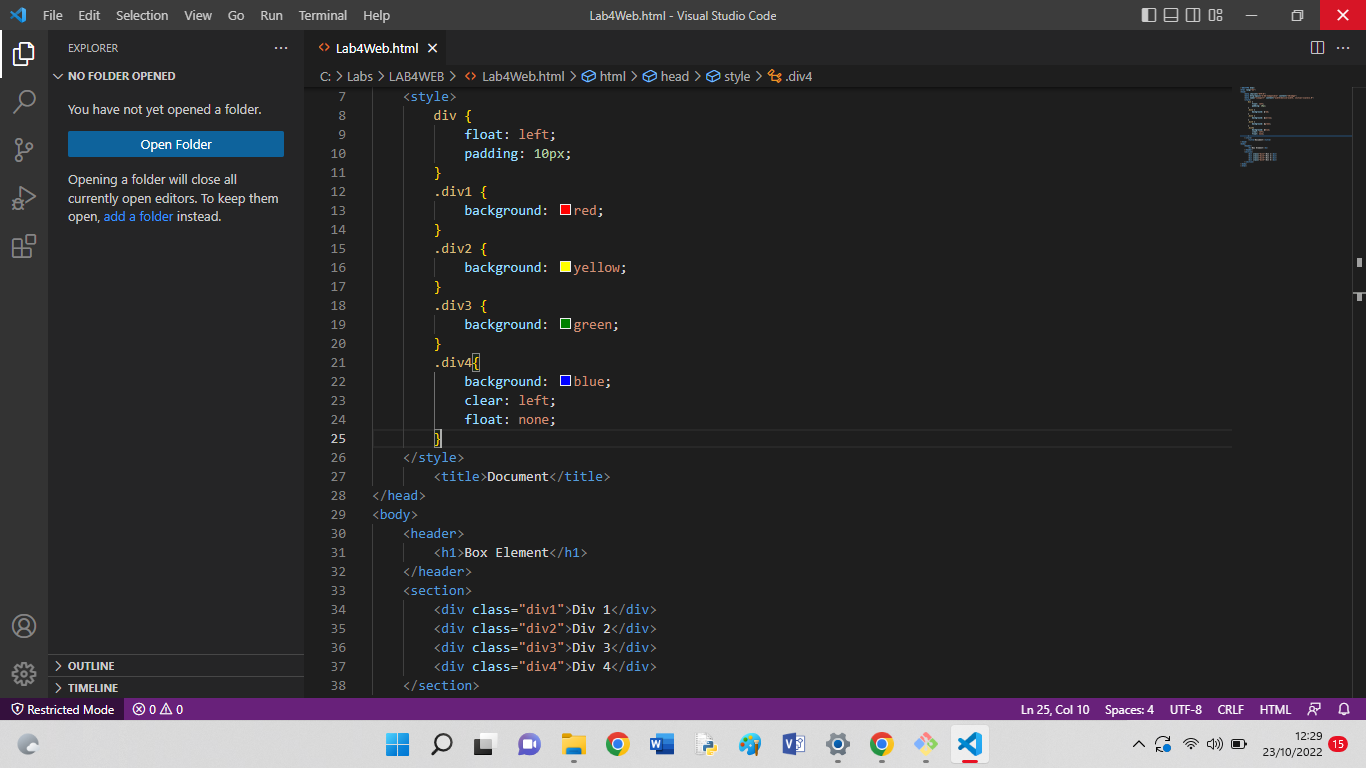 File Edit Selection View Go Run Terminal Help
Lab4Web.html - Visual Studio Code
EXPLORER
NO FOLDER OPENED
You have not yet opened a folder.
Open Folder
Opening a folder will close all
currently open editors. To keep them
open, add a folder instead.
OUTLINE
TIMELINE
Lab4Web.html
C: > Labs > LAB4WEB > Lab4Web.html > html > head > style > .div4
7 <style>
8 div {
9 float: left;
10 padding: 10px;
11 }
12 .div1 {
13 background: red;
14 }
15 .div2 {
16 background: yellow;
17 }
18 .div3 {
19 background: green;
20 }
21 .div4{
22 background: blue;
23 clear: left;
24 float: none;
25 }
26 </style>
27 <title>Document</title>
28 </head>
29 <body>
30 <header>
31 <h1>Box Element</h1>
32 </header>
33 <section>
34 <div class="div1">Div 1</div>
35 <div class="div2">Div 2</div>
36 <div class="div3">Div 3</div>
37 <div class="div4">Div 4</div>
38 </section>
Restricted Mode 0 0 Ln 25, Col 10 Spaces: 4 UTF-8 CRLF HTML
12:29
23/10/2022 15